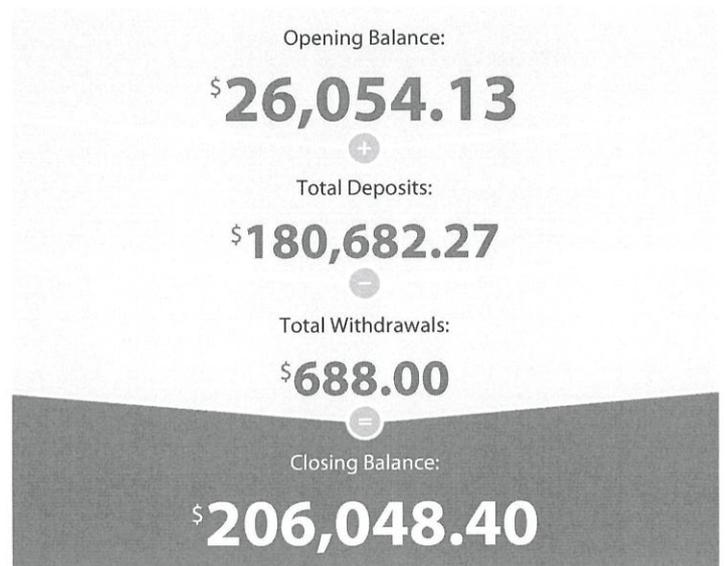 Opening Balance:
$26,054.13
+
Total Deposits:
$180,682.27
-
Total Withdrawals:
$688.00
=
Closing Balance:
$206,048.40